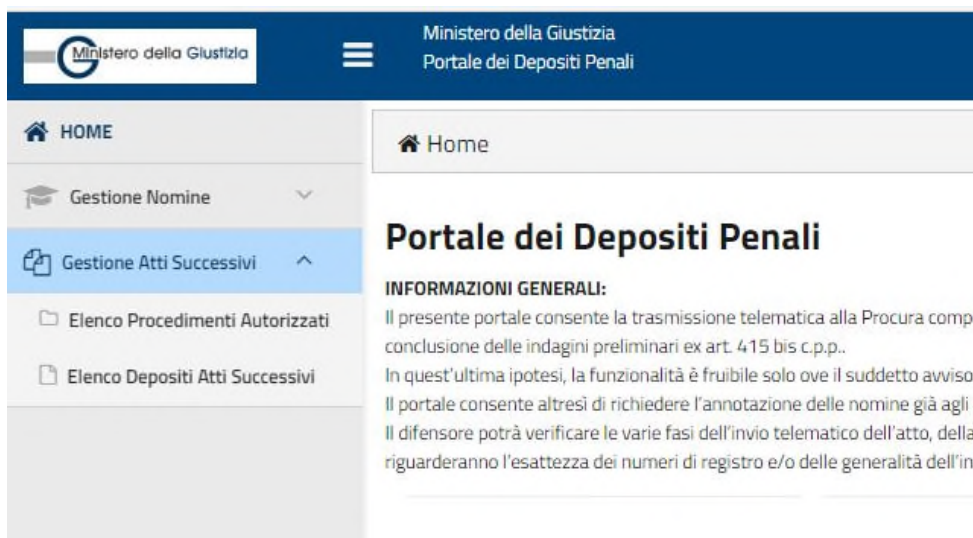 Ministero della Giustizia
Ministero della Giustizia
Portale dei Depositi Penali
HOME
Gestione Nomine
Gestione Atti Successivi
Elenco Procedimenti Autorizzati
Elenco Depositi Atti Successivi
Home
Portale dei Depositi Penali
INFORMAZIONI GENERALI:
Il presente portale consente la trasmissione telematica alla Procura comp
conclusione delle indagini preliminari ex art. 415 bis c.p.p..
In quest'ultima ipotesi, la funzionalità è fruibile solo ove il suddetto avviso
Il portale consente altresì di richiedere l'annotazione delle nomine già agli
Il difensore potrà verificare le varie fasi dell'invio telematico dell'atto, della
riguarderanno l'esattezza dei numeri di registro e/o delle generalità dell'in